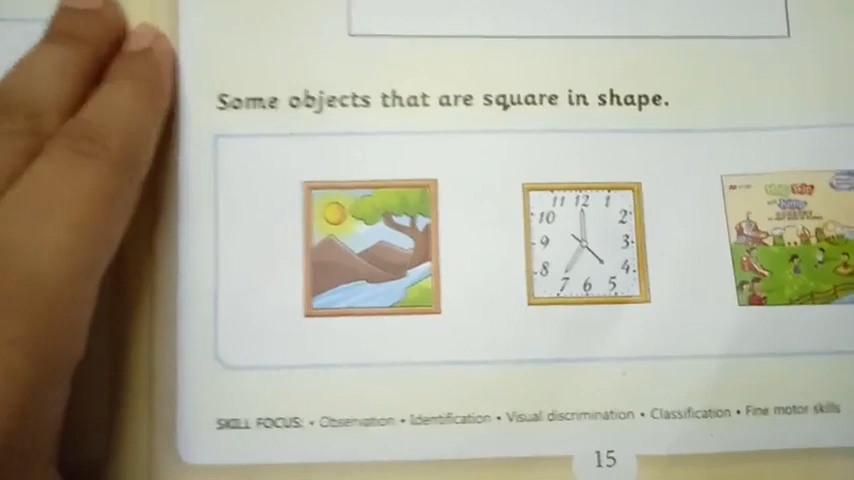 Some objects that are square in shape.
11 12 1
10 2
9 3
8 4
7 6 5
SKILL FOCUS: • Observation • Identification • Visual discrimination • Classification • Fine motor skills
15